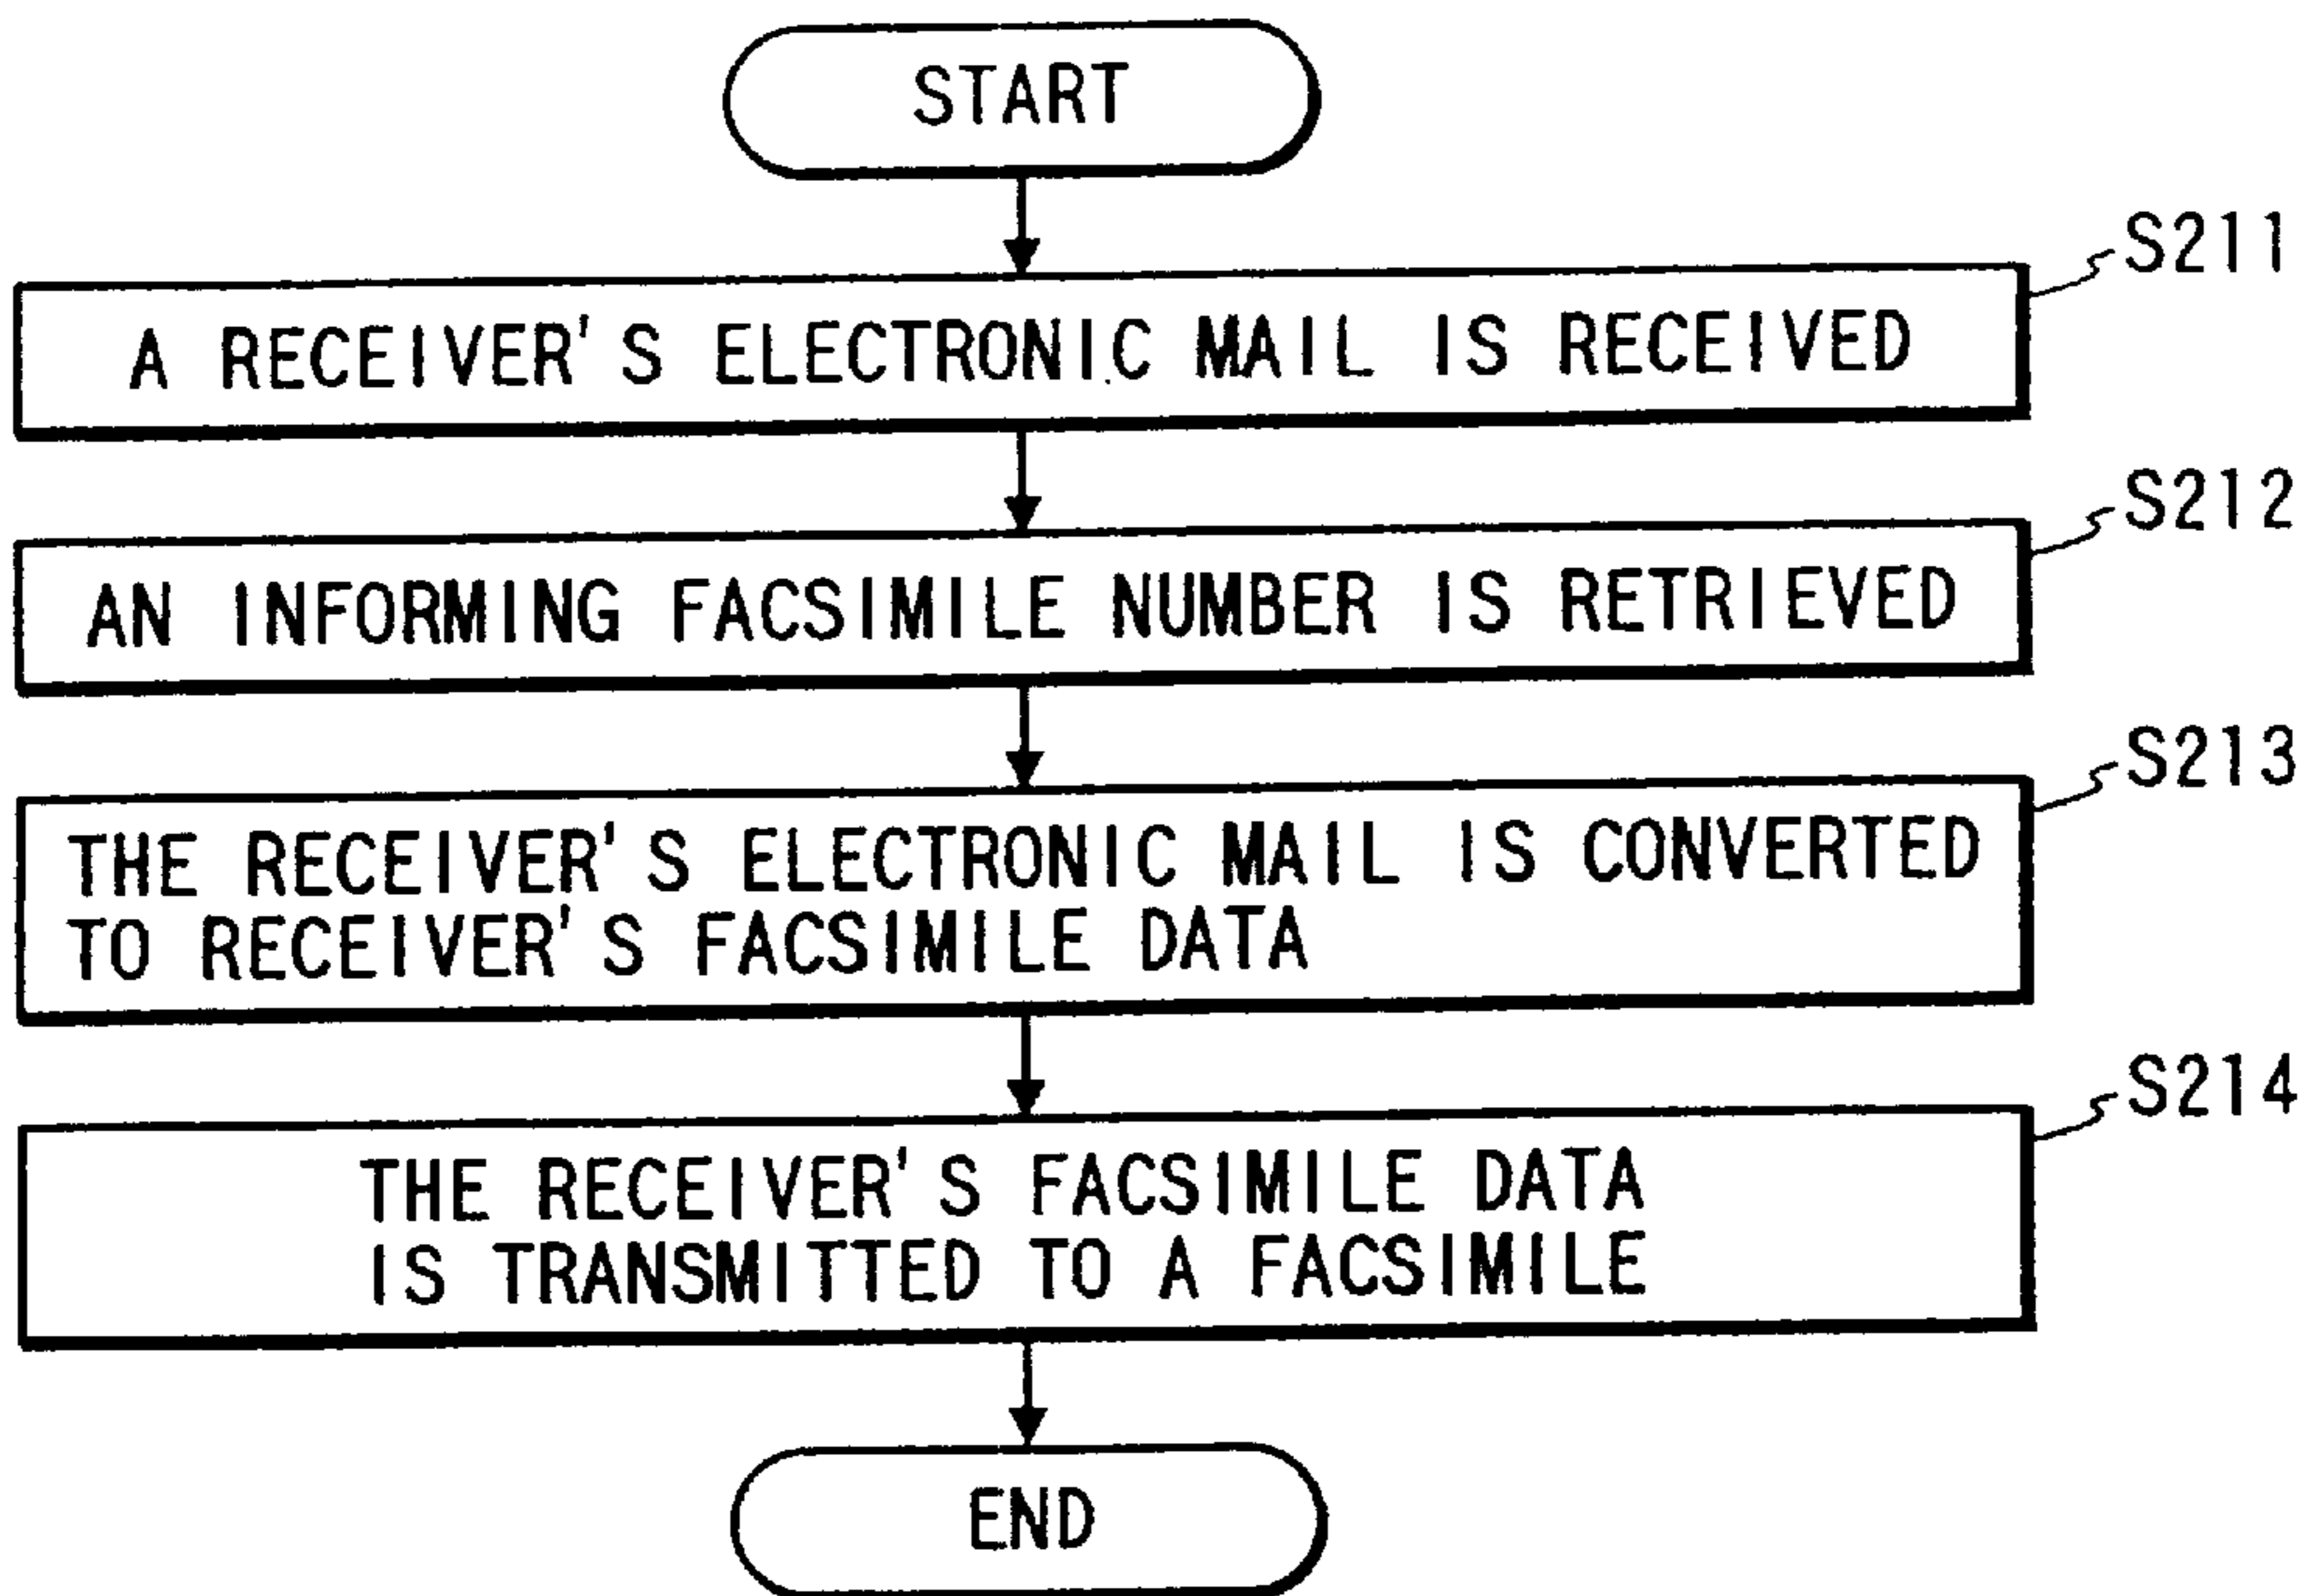 START
S211
A RECEIVER'S ELECTRONIC MAIL IS RECEIVED
S212
AN INFORMING FACSIMILE NUMBER IS RETRIEVED
S213
THE RECEIVER'S ELECTRONIC MAIL IS CONVERTED
TO RECEIVER'S FACSIMILE DATA
S214
THE RECEIVER'S FACSIMILE DATA
IS TRANSMITTED TO A FACSIMILE
END